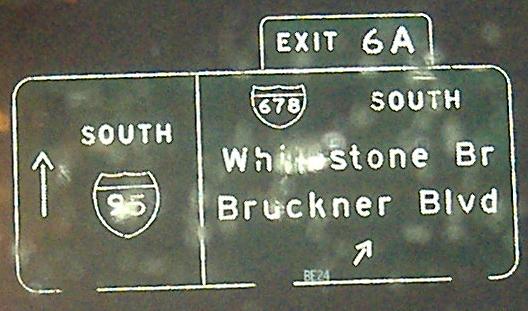 EXIT 6A
SOUTH
95
678 SOUTH
Whitestone Br
Bruckner Blvd
BE24